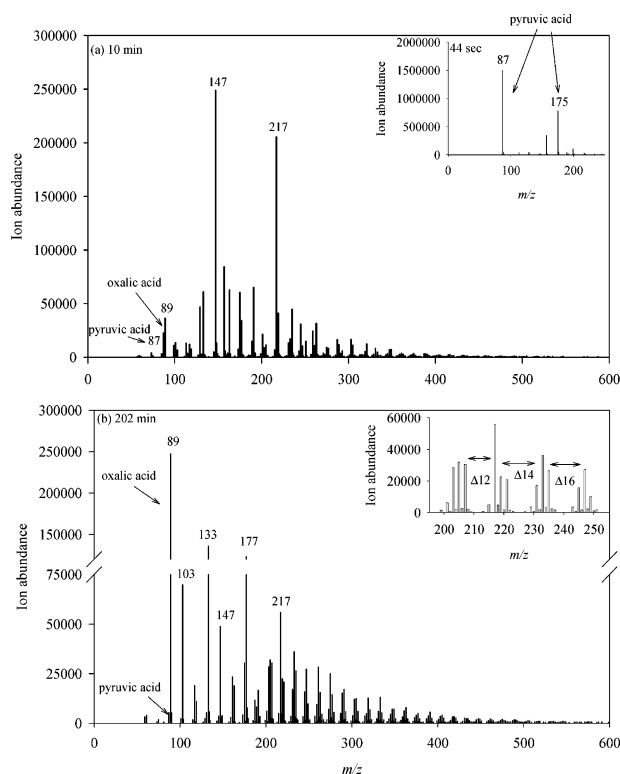 (a) 10 min
Ion abundance
300000
250000
200000
150000
100000
50000
0
147
217
oxalic acid
89
pyruvic acid
87
0 100 200 300 400 500 600
pyruvic acid
44 sec
Ion abundance
2000000
1500000
1000000
500000
0
87
175
0 100 200
m/z
(b) 202 min
Ion abundance
300000
250000
200000
150000
75000
50000
25000
0
89
oxalic acid
133
177
103
147
217
pyruvic acid
0 100 200 300 400 500 600
m/z
Ion abundance
60000
40000
20000
0
Δ12 Δ14 Δ16
200 210 220 230 240 250
m/z